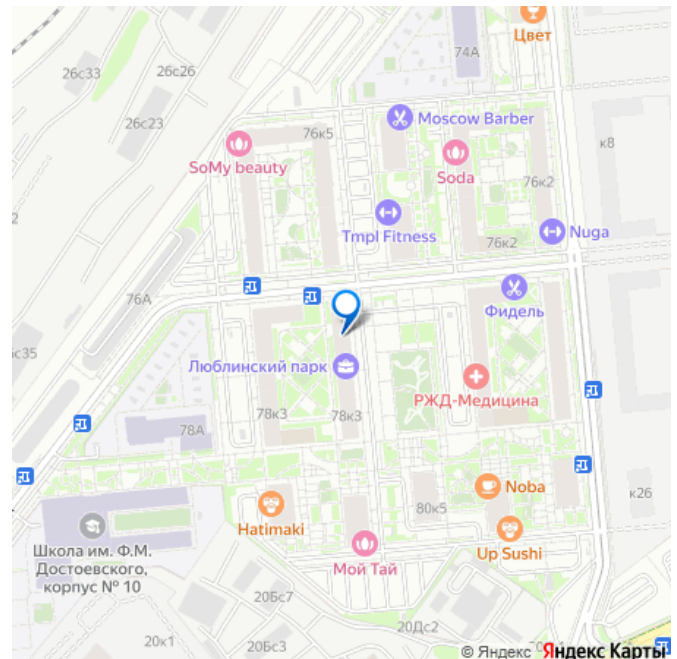 Цвет
74А
26с33
26с26
26с23
Moscow Barber
76к5
к8
SoMy beauty
Soda
76к2
Tmpl Fitness
Nuga
76к2
76А
Фидель
с35
Люблинский парк
РЖД-Медицина
78к3
78к3
78А
Noba
80к5
к26
Hatimaki
Up Sushi
Школа им. Ф.М.
Достоевского,
корпус № 10
Мой Тай
20Бс7
20Дс2
20к1
20Бс3
© Яндекс Яндекс Карты